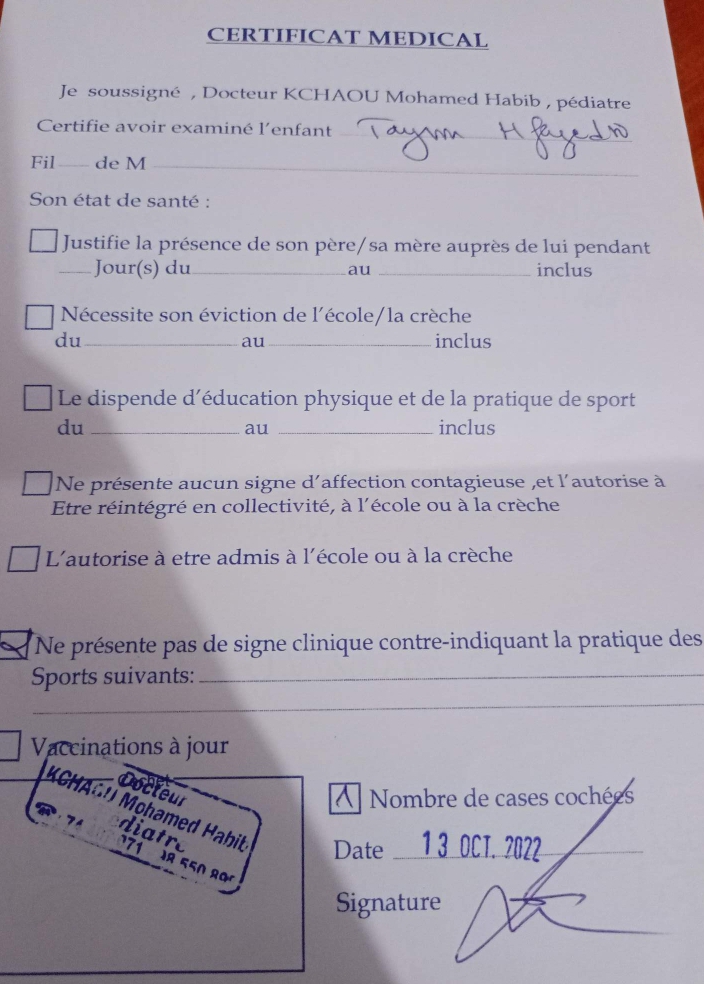 CERTIFICAT MEDICAL
Je soussigné , Docteur KCHAOU Mohamed Habib , pédiatre
Certifie avoir examiné l'enfant Taym
Fil de M
Son état de santé :
Justifie la présence de son père/sa mère auprès de lui pendant
Jour(s) du au inclus
Nécessite son éviction de l'école/la crèche
du au inclus
Le dispende d'éducation physique et de la pratique de sport
du au inclus
Ne présente aucun signe d'affection contagieuse ,et l'autorise à
Etre réintégré en collectivité, à l'école ou à la crèche
L'autorise à etre admis à l'école ou à la crèche
Ne présente pas de signe clinique contre-indiquant la pratique des
Sports suivants:
Vaccinations à jour
Docteur
KCHAOU Mohamed Habib
Nombre de cases cochées
Date 13 OCT. 2022
Signature